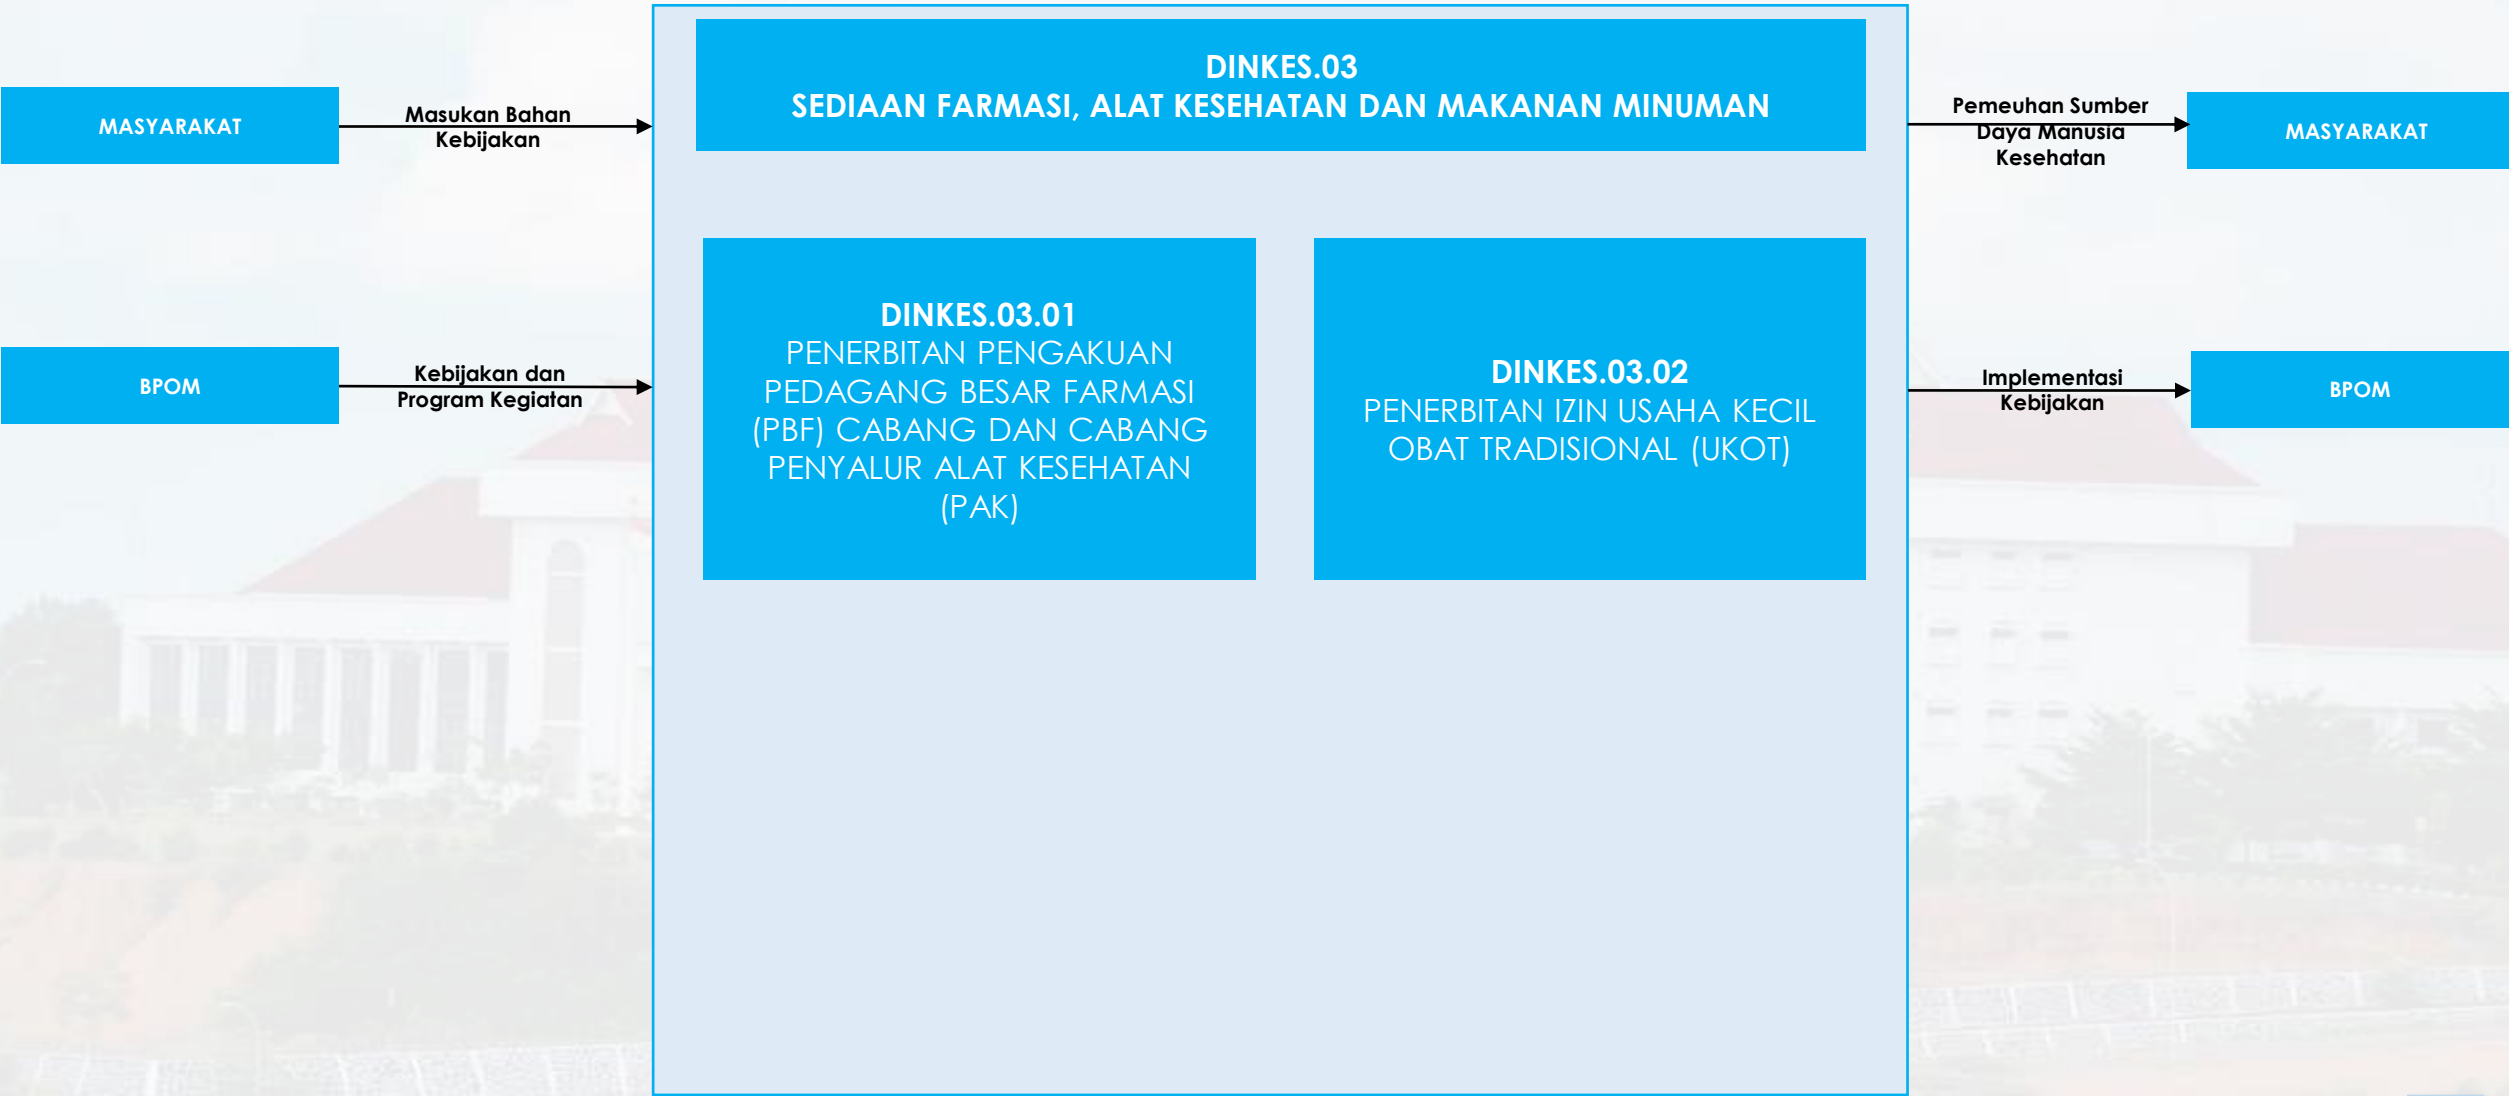 DINKES.03
SEDIAAN FARMASI, ALAT KESEHATAN DAN MAKANAN MINUMAN
MASYARAKAT
Masukan Bahan
Kebijakan
Pemeuhan Sumber
Daya Manusia
Kesehatan
MASYARAKAT
BPOM
Kebijakan dan
Program Kegiatan
DINKES.03.01
PENERBITAN PENGAKUAN
PEDAGANG BESAR FARMASI
(PBF) CABANG DAN CABANG
PENYALUR ALAT KESEHATAN
(PAK)
DINKES.03.02
PENERBITAN IZIN USAHA KECIL
OBAT TRADISIONAL (UKOT)
Implementasi
Kebijakan
BPOM